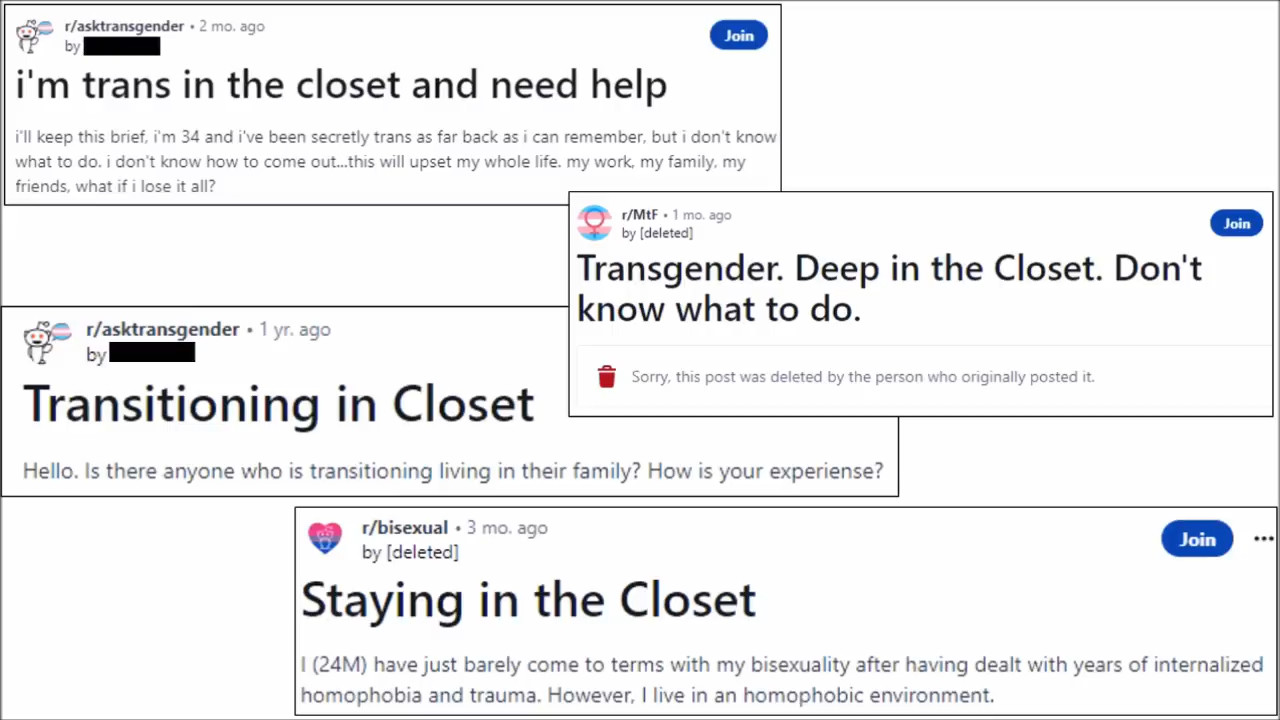 r/asktransgender • 2 mo. ago
by
Join
i'm trans in the closet and need help
i'll keep this brief, i'm 34 and i've been secretly trans as far back as i can remember, but i don't know
what to do. i don't know how to come out...this will upset my whole life. my work, my family, my
friends, what if i lose it all?
r/MtF • 1 mo. ago
by [deleted]
Join
Transgender. Deep in the Closet. Don't
know what to do.
Sorry, this post was deleted by the person who originally posted it.
r/asktransgender • 1 yr. ago
by
Transitioning in Closet
Hello. Is there anyone who is transitioning living in their family? How is your experiense?
r/bisexual • 3 mo. ago
by [deleted]
Join
Staying in the Closet
I (24M) have just barely come to terms with my bisexuality after having dealt with years of internalized
homophobia and trauma. However, I live in an homophobic environment.